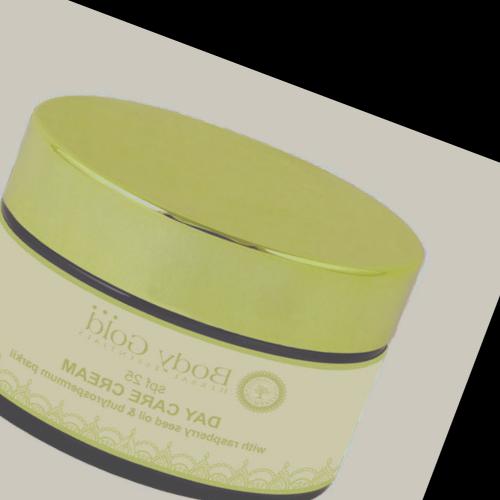 Body Gold
HERBAL ESSENTIALS
spf 25
DAY CARE CREAM
with raspberry seed oil & butyrospermum parkii